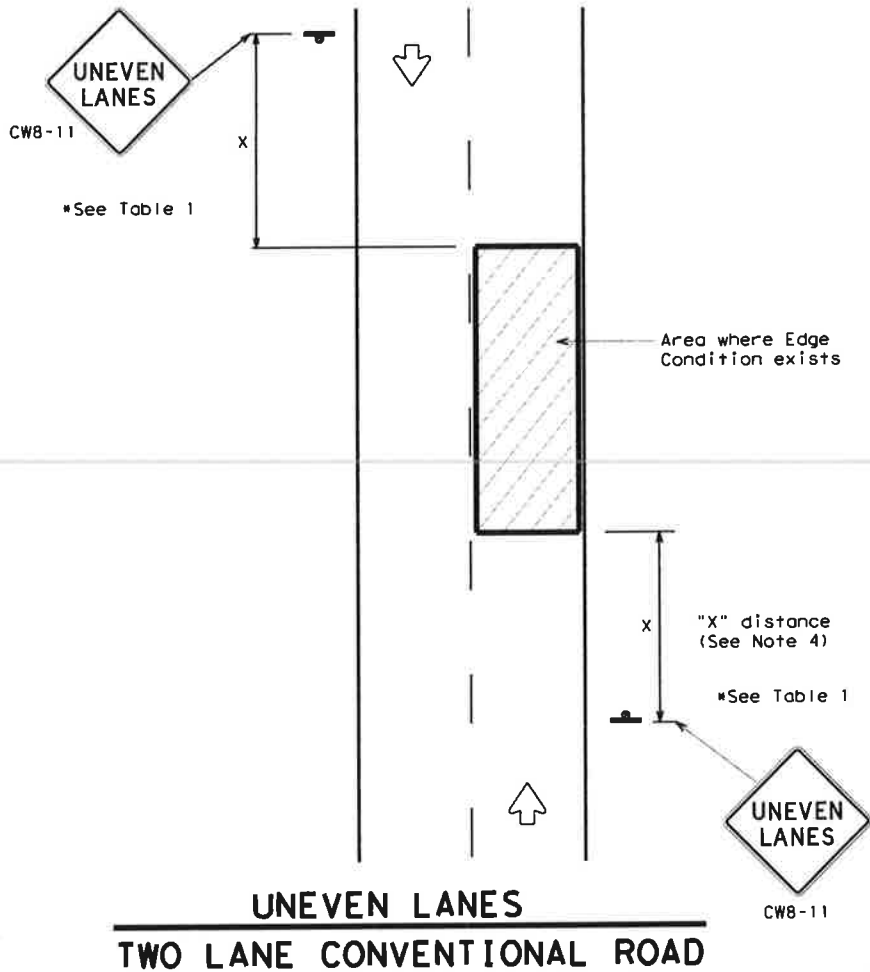 UNEVEN
LANES
CW8-11
X
*See Table 1
Area where Edge
Condition exists
X
"X" distance
(See Note 4)
*See Table 1
UNEVEN
LANES
CW8-11
UNEVEN LANES
TWO LANE CONVENTIONAL ROAD